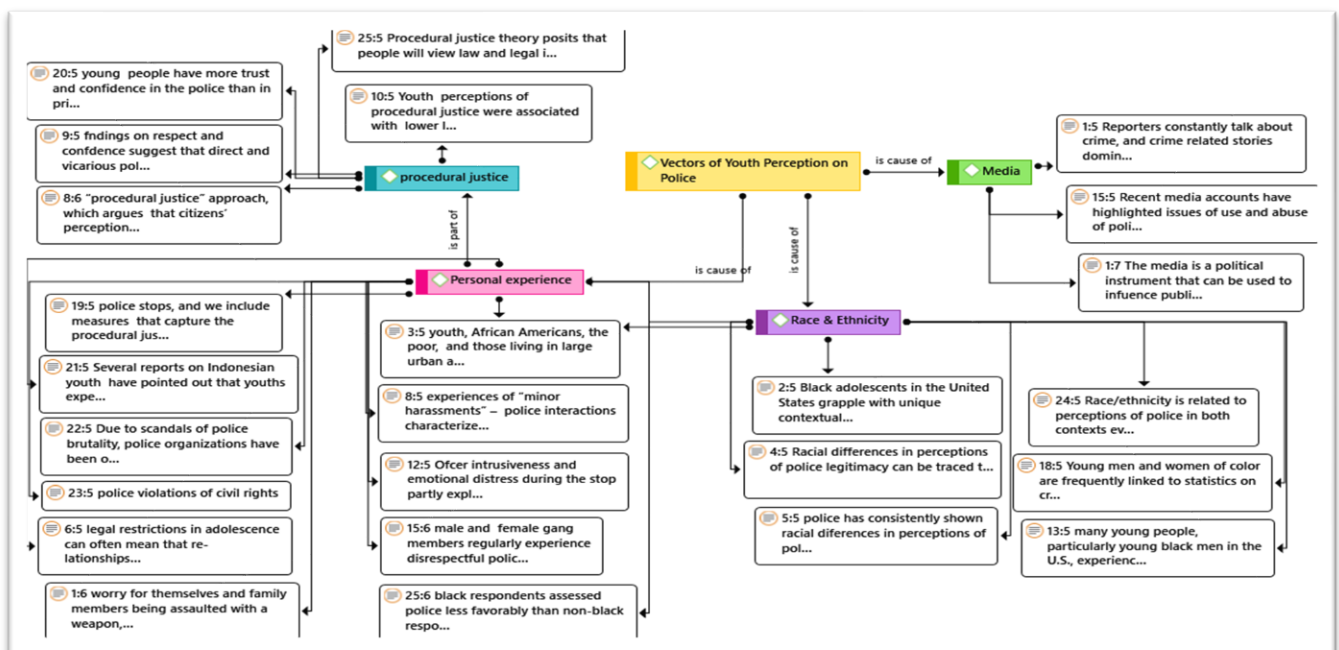 25:5 Procedural justice theory posits that
people will view law and legal i...
20:5 young people have more trust
and confidence in the police than in
pri...
10:5 Youth perceptions of
procedural justice were associated
with lower l...
9:5 fndings on respect and
confdence suggest that direct and
vicarious pol...
8:6 "procedural justice" approach,
which argues that citizens'
perception...
procedural justice
Vectors of Youth Perception on
Police
is cause of
Media
1:5 Reporters constantly talk about
crime, and crime related stories
domin...
15:5 Recent media accounts have
highlighted issues of use and abuse
of poli...
1:7 The media is a political
instrument that can be used to
infuence publi...
is part of
is cause of
is cause of
Personal experience
Race & Ethnicity
19:5 police stops, and we include
measures that capture the
procedural jus...
21:5 Several reports on Indonesian
youth have pointed out that youths
expe...
22:5 Due to scandals of police
brutality, police organizations have
been o...
23:5 police violations of civil rights
6:5 legal restrictions in adolescence
can often mean that re-
lationships...
1:6 worry for themselves and family
members being assaulted with a
weapon,...
3:5 youth, African Americans, the
poor, and those living in large
urban a...
8:5 experiences of "minor
harassments" – police interactions
characterize...
12:5 Ofcer intrusiveness and
emotional distress during the stop
partly expl...
15:6 male and female gang
members regularly experience
disrespectful polic...
25:6 black respondents assessed
police less favorably than non-black
respo...
2:5 Black adolescents in the United
States grapple with unique
contextual...
4:5 Racial differences in perceptions
of police legitimacy can be traced t...
5:5 police has consistently shown
racial diferences in perceptions of
pol...
24:5 Race/ethnicity is related to
perceptions of police in both
contexts ev...
18:5 Young men and women of color
are frequently linked to statistics on
cr...
13:5 many young people,
particularly young black men in the
U.S., experienc...